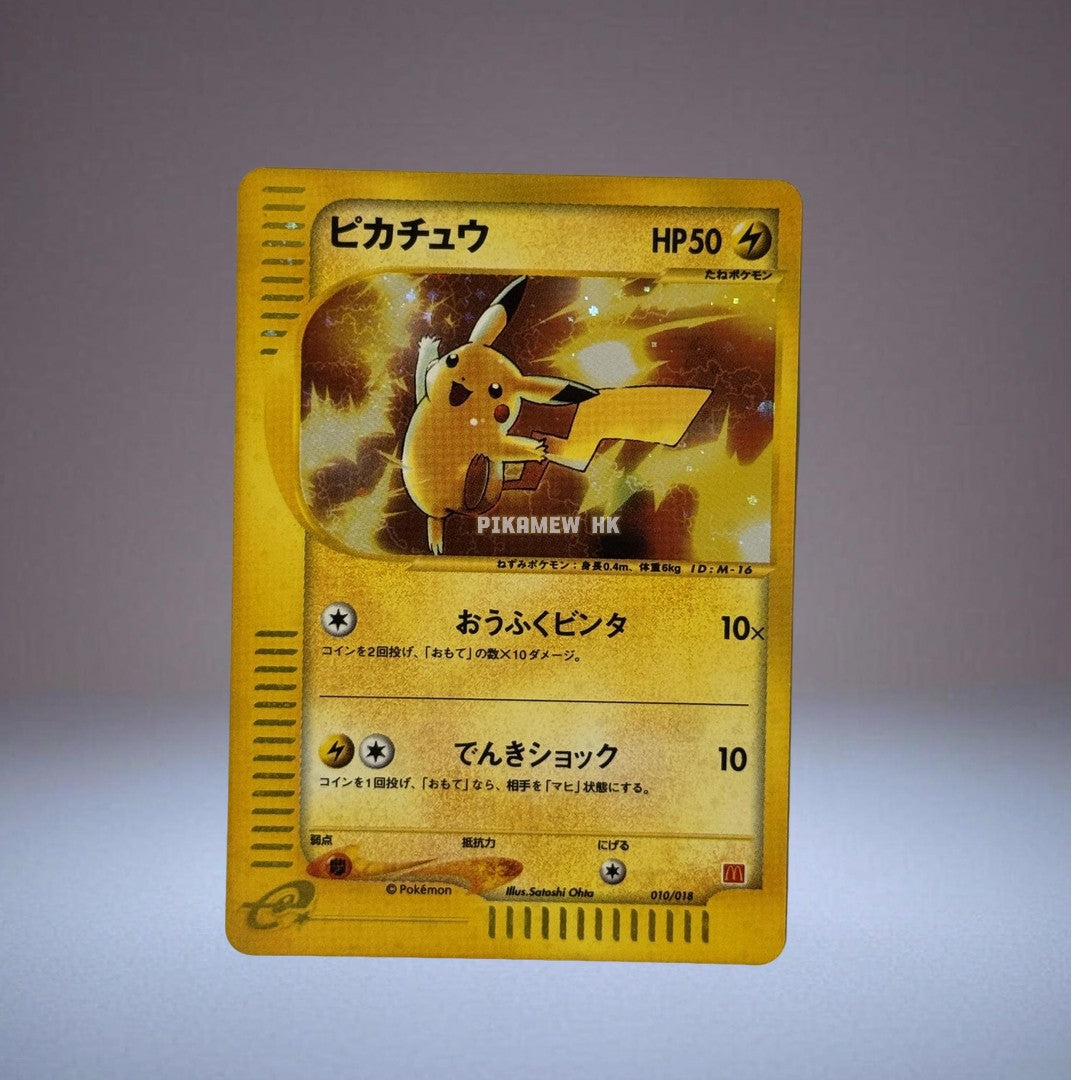 ピカチュウ HP50
たねポケモン
PIKAMEW HK
ねずみポケモン：身長0.4m、体重6kg ID:M-16
おうふくビンタ 10×
コインを2回投げ、「おもて」の数×10ダメージ。
でんきショック 10
コインを1回投げ、「おもて」なら、相手を「マヒ」状態にする。
弱点 抵抗力 にげる
©Pokémon Illus.Satoshi Ohta 010/018